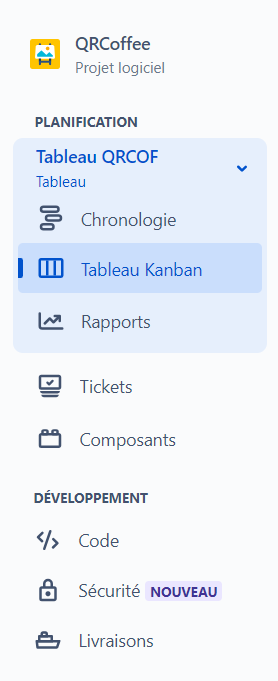 QRCoffee
Projet logiciel
PLANIFICATION
Tableau QRCOF
Tableau
Chronologie
Tableau Kanban
Rapports
Tickets
Composants
DÉVELOPPEMENT
Code
Sécurité NOUVEAU
Livraisons